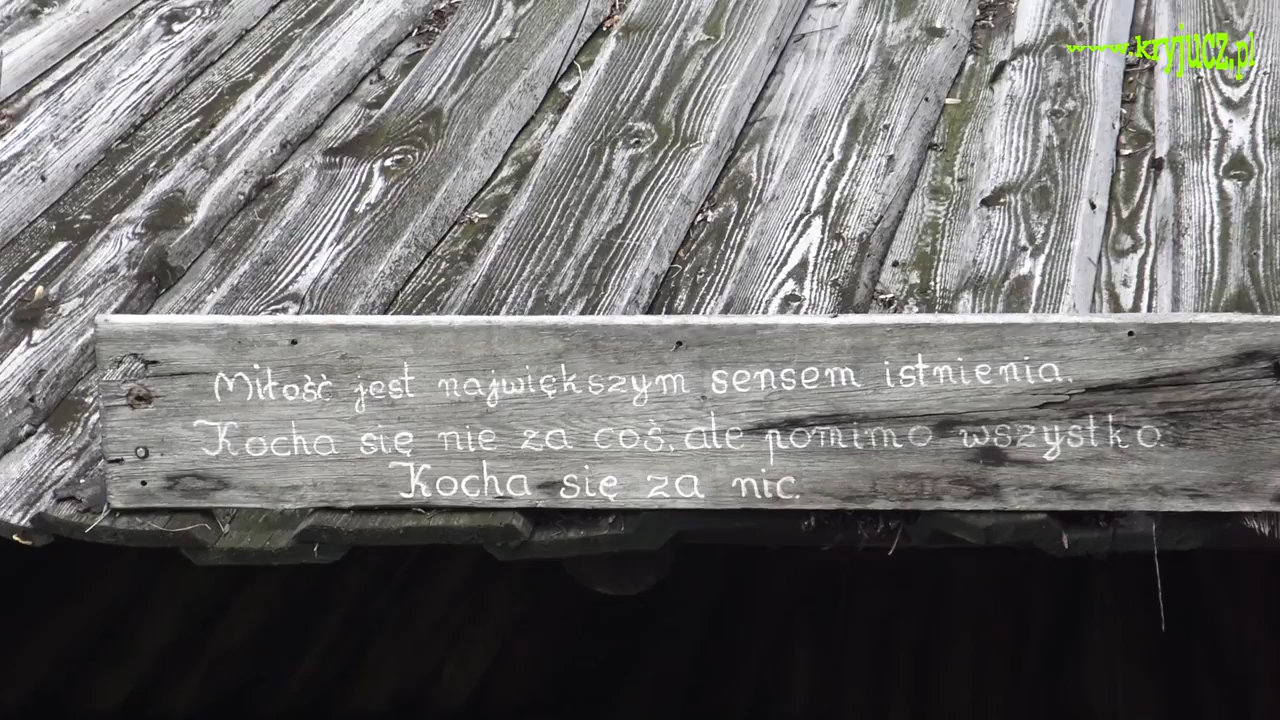 www.kryjucz.pl
Miłość jest największym sensem istnienia.
Kocha się nie za coś, ale pomimo wszystko.
Kocha się za nic.